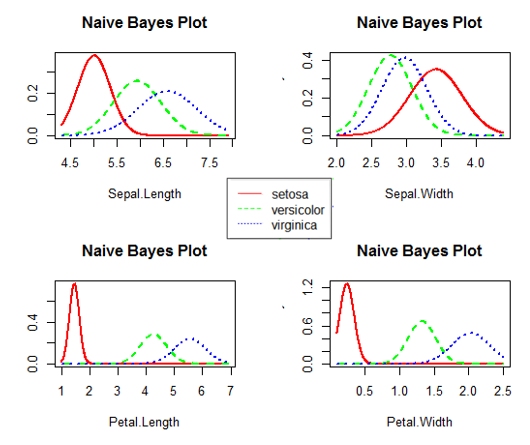 Naive Bayes Plot
0.0 0.2
4.5 5.5 6.5 7.5
Sepal.Length
Naive Bayes Plot
0.0 0.2 0.4
2.0 2.5 3.0 3.5 4.0
Sepal.Width
setosa
versicolor
virginica
Naive Bayes Plot
0.0 0.4
1 2 3 4 5 6 7
Petal.Length
Naive Bayes Plot
0.0 0.6 1.2
0.5 1.0 1.5 2.0 2.5
Petal.Width